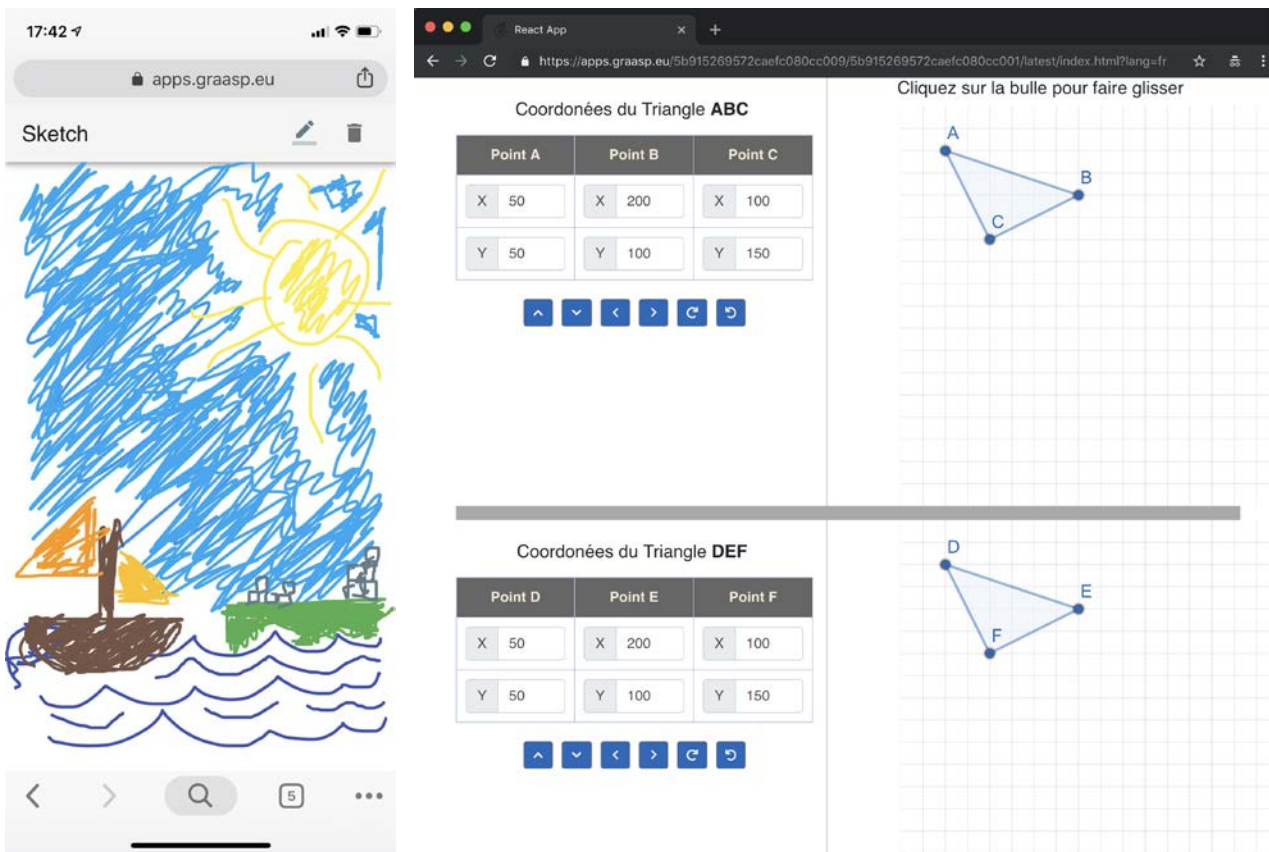 17:42
apps.graasp.eu
Sketch
5
React App
https://apps.graasp.eu/5b915269572caefc080cc009/5b915269572caefc080cc001/latest/index.html?lang=fr
Coordonées du Triangle ABC
Point A Point B Point C
X 50 X 200 X 100
Y 50 Y 100 Y 150
Cliquez sur la bulle pour faire glisser
A
B
C
Coordonées du Triangle DEF
Point D Point E Point F
X 50 X 200 X 100
Y 50 Y 100 Y 150
D
E
F